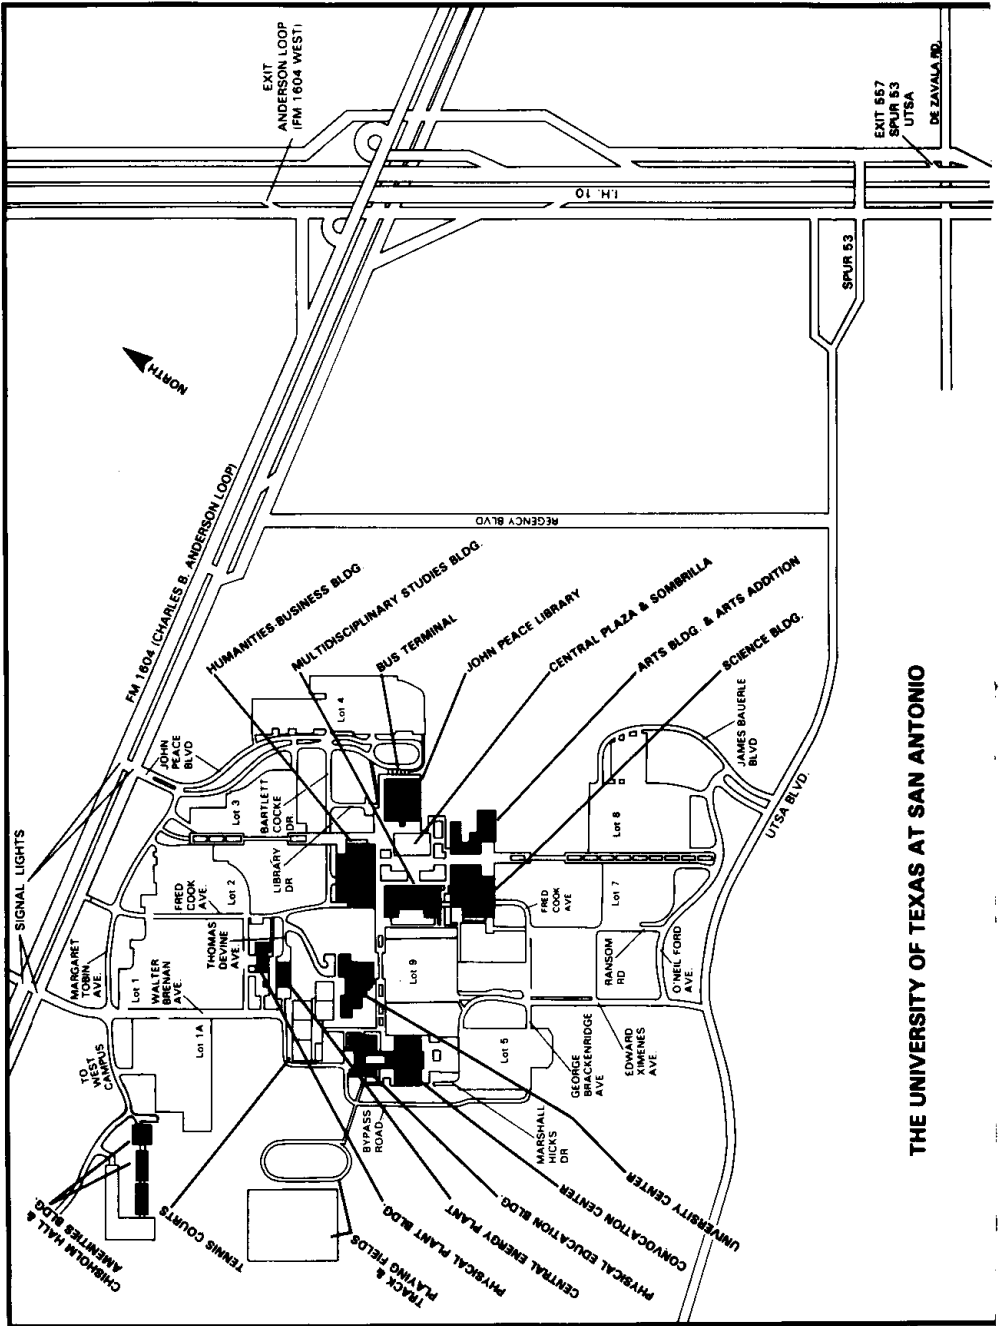 EXIT
ANDERSON LOOP
(FM 1604 WEST)
EXIT 557
SPUR 53
UTSA
DE ZAVALA RD.
I.H. 10
SPUR 53
NORTH
FM 1604 (CHARLES B. ANDERSON LOOP)
REGENCY BLVD
SIGNAL LIGHTS
HUMANITIES-BUSINESS BLDG.
MULTIDISCIPLINARY STUDIES BLDG.
BUS TERMINAL
JOHN PEACE LIBRARY
CENTRAL PLAZA & SOMBRILLA
ARTS BLDG. & ARTS ADDITION
SCIENCE BLDG.
JOHN
PEACE
BLVD
Lot 4
Lot 3
BARTLETT
COCKE
DR
LIBRARY
DR
JAMES BAUERLE
BLVD
UTSA BLVD.
Lot 8
FRED
COOK
AVE.
Lot 2
FRED
COOK
AVE
Lot 7
MARGARET
TOBIN
AVE.
Lot 1
WALTER
BRENAN
AVE.
THOMAS
DEVINE
AVE.
Lot 9
RANSOM
RD
O'NEIL FORD
AVE.
TO
WEST
CAMPUS
Lot 1A
Lot 5
GEORGE
BRACKENRIDGE
AVE
EDWARD
XIMENES
AVE
BYPASS
ROAD
MARSHALL
HICKS
DR
CHISHOLM HALL &
AMENITIES BLDG.
TENNIS COURTS
TRACK &
PLAYING FIELDS
PHYSICAL PLANT BLDG.
CENTRAL ENERGY PLANT
PHYSICAL EDUCATION BLDG.
CONVOCATION CENTER
UNIVERSITY CENTER
THE UNIVERSITY OF TEXAS AT SAN ANTONIO